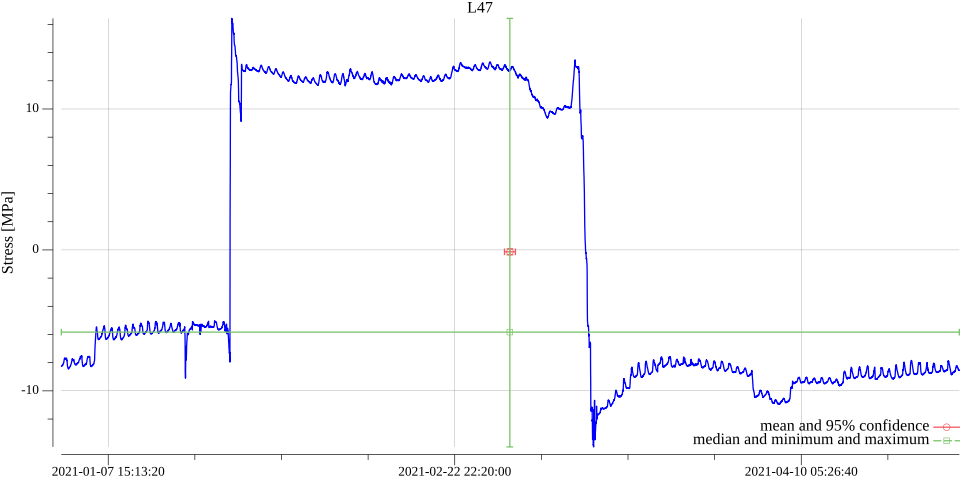 L47
Stress [MPa]
10
0
-10
mean and 95% confidence
median and minimum and maximum
2021-01-07 15:13:20
2021-02-22 22:20:00
2021-04-10 05:26:40